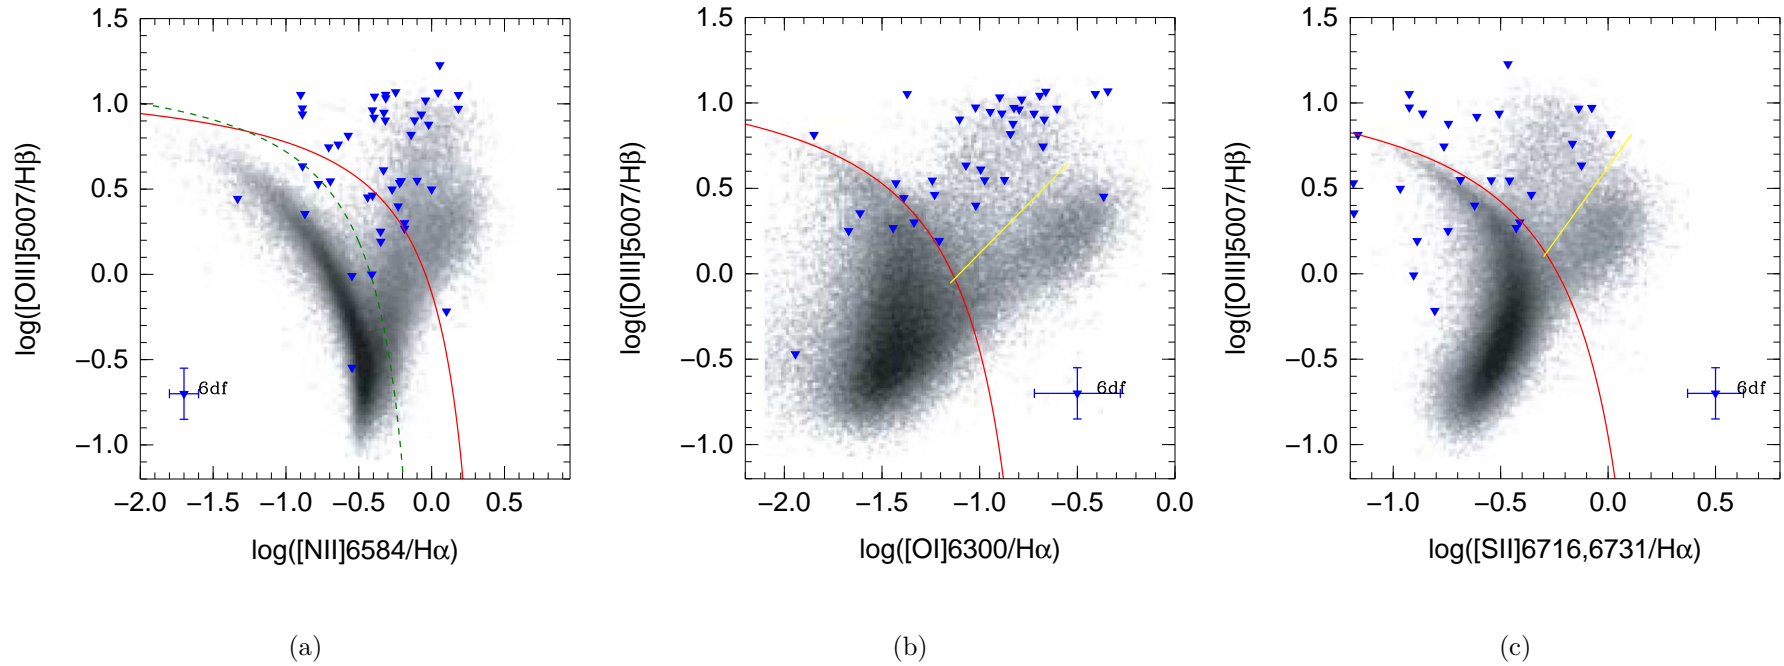 1.5
1.0
0.5
0.0
−0.5
−1.0
−2.0 −1.5 −1.0 −0.5 0.0 0.5
log([OIII]5007/Hβ)
log([NII]6584/Hα)
6df
(a)
1.5
1.0
0.5
0.0
−0.5
−1.0
−2.0 −1.5 −1.0 −0.5 0.0
log([OIII]5007/Hβ)
log([OI]6300/Hα)
6df
(b)
1.5
1.0
0.5
0.0
−0.5
−1.0
−1.0 −0.5 0.0 0.5
log([OIII]5007/Hβ)
log([SII]6716,6731/Hα)
6df
(c)